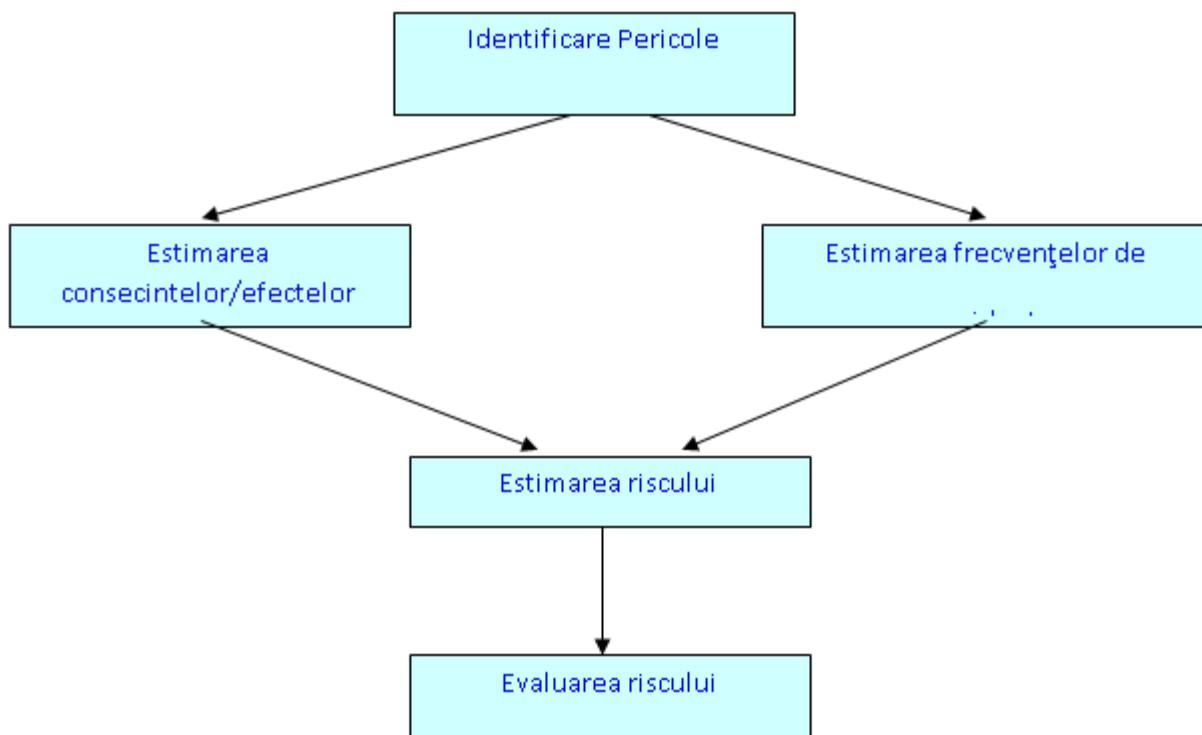 Identificare Pericole
Estimarea
consecintelor/efectelor
Estimarea frecvenţelor de
Estimarea riscului
Evaluarea riscului